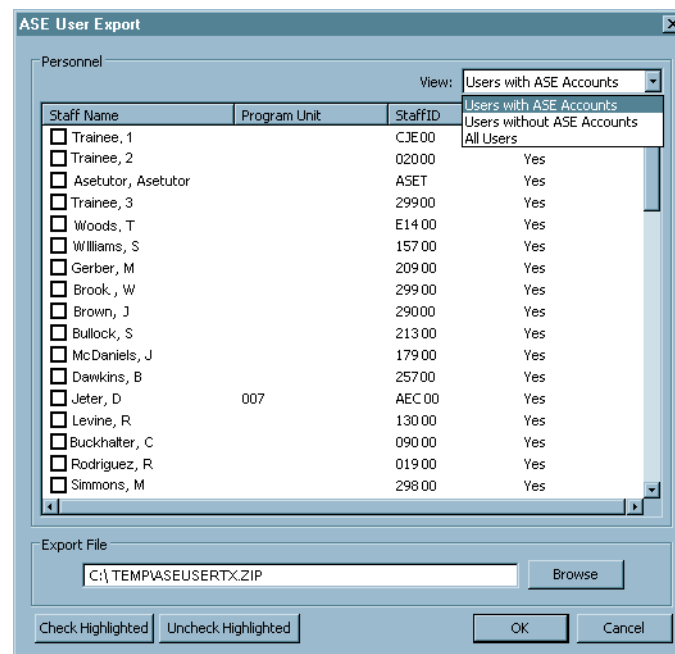 ASE User Export
Personnel
View: Users with ASE Accounts
Users with ASE Accounts
Users without ASE Accounts
All Users
Staff Name Program Unit StaffID
Trainee, 1 CJE00
Trainee, 2 02000 Yes
Asetutor, Asetutor ASET Yes
Trainee, 3 29900 Yes
Woods, T E1400 Yes
Williams, S 15700 Yes
Gerber, M 20900 Yes
Brook., W 29900 Yes
Brown, J 29000 Yes
Bullock, S 21300 Yes
McDaniels, J 17900 Yes
Dawkins, B 25700 Yes
Jeter, D 007 AEC00 Yes
Levine, R 13000 Yes
Buckhalter, C 09000 Yes
Rodriguez, R 01900 Yes
Simmons, M 29800 Yes
Export File
C:\TEMP\ASEUSERTX.ZIP Browse
Check Highlighted Uncheck Highlighted OK Cancel